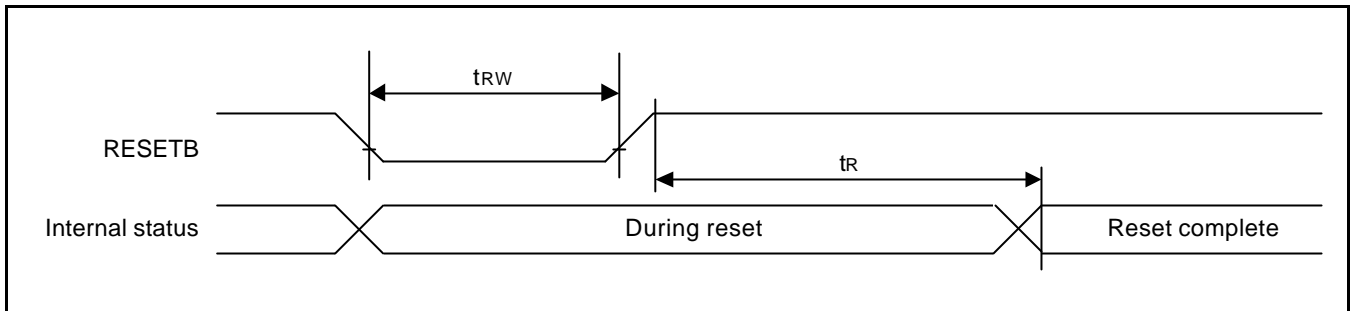 tRW
RESETB
tR
Internal status
During reset
Reset complete